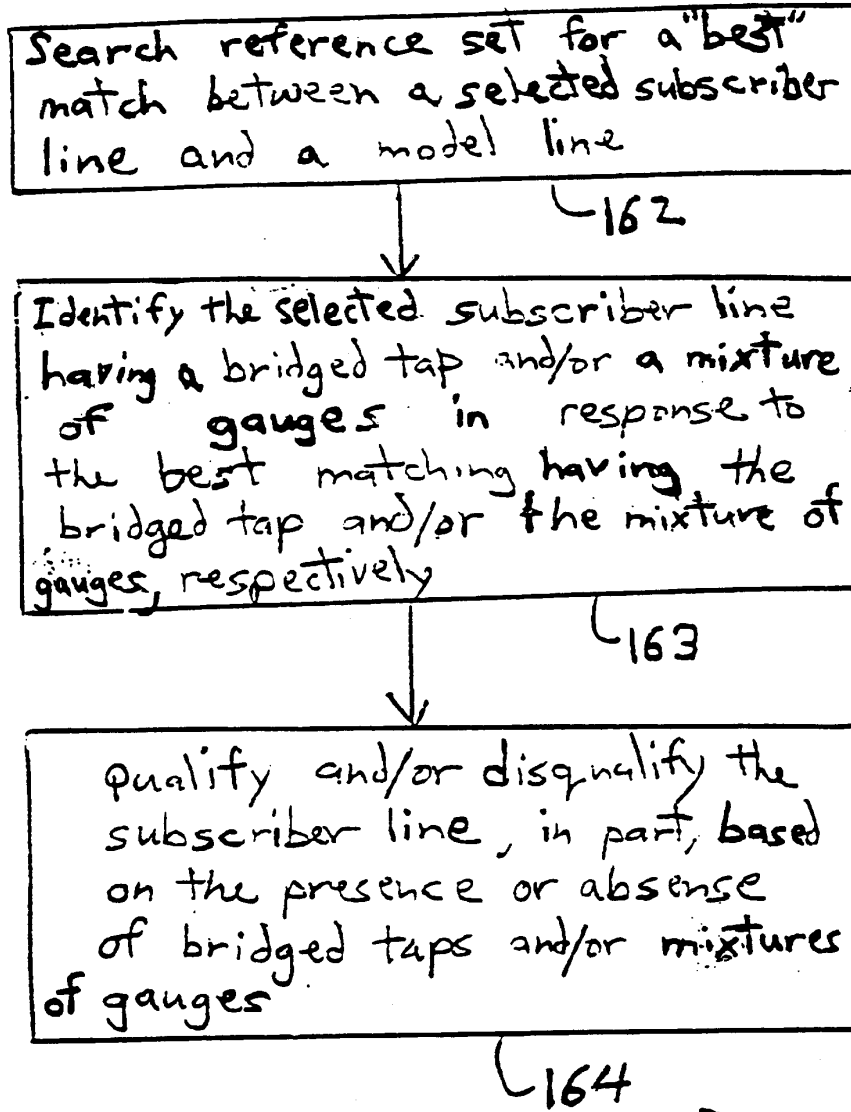 Search reference set for a "best"
match between a selected subscriber
line and a model line
162
Identify the selected subscriber line
having a bridged tap and/or a mixture
of gauges in response to
the best matching having the
bridged tap and/or the mixture of
gauges, respectively
163
Qualify and/or disqualify the
subscriber line, in part, based
on the presence or absense
of bridged taps and/or mixtures
of gauges
164